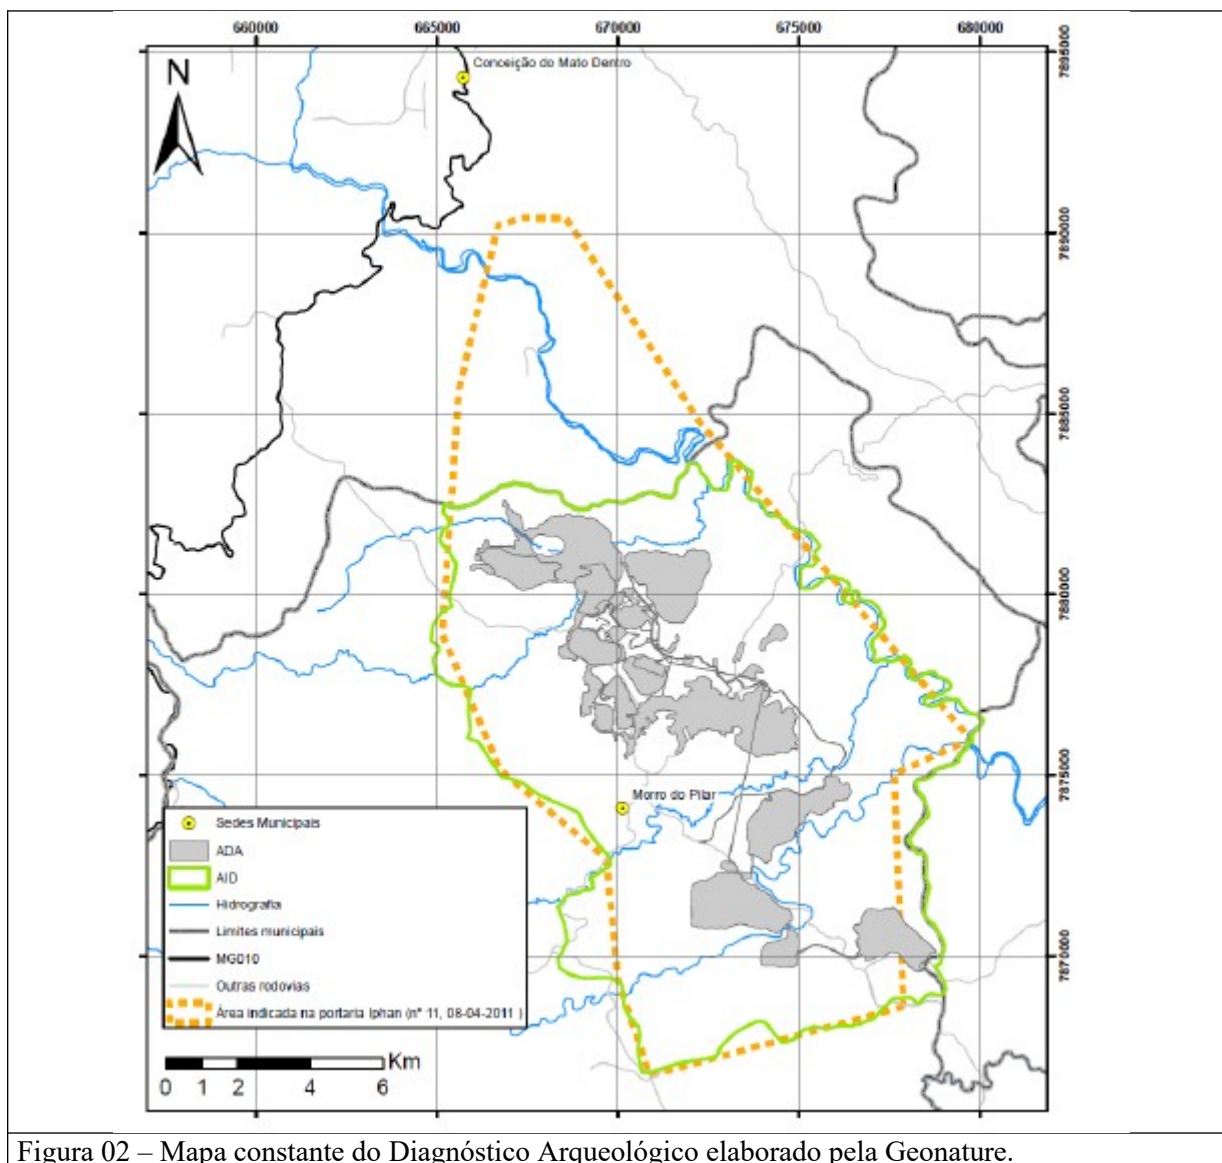 660000 665000 670000 675000 680000
7895000
Conceição do Mato Dentro
N
7890000
7885000
7880000
7875000
Morro do Pilar
Sedes Municipais
ADA
AID
Hidrografia
Limites municipais
MG010
Outras rodovias
Área indicada na portaria Iphan (nº 11, 08-04-2011 )
7870000
Km
0 1 2 4 6
Figura 02 – Mapa constante do Diagnóstico Arqueológico elaborado pela Geonature.